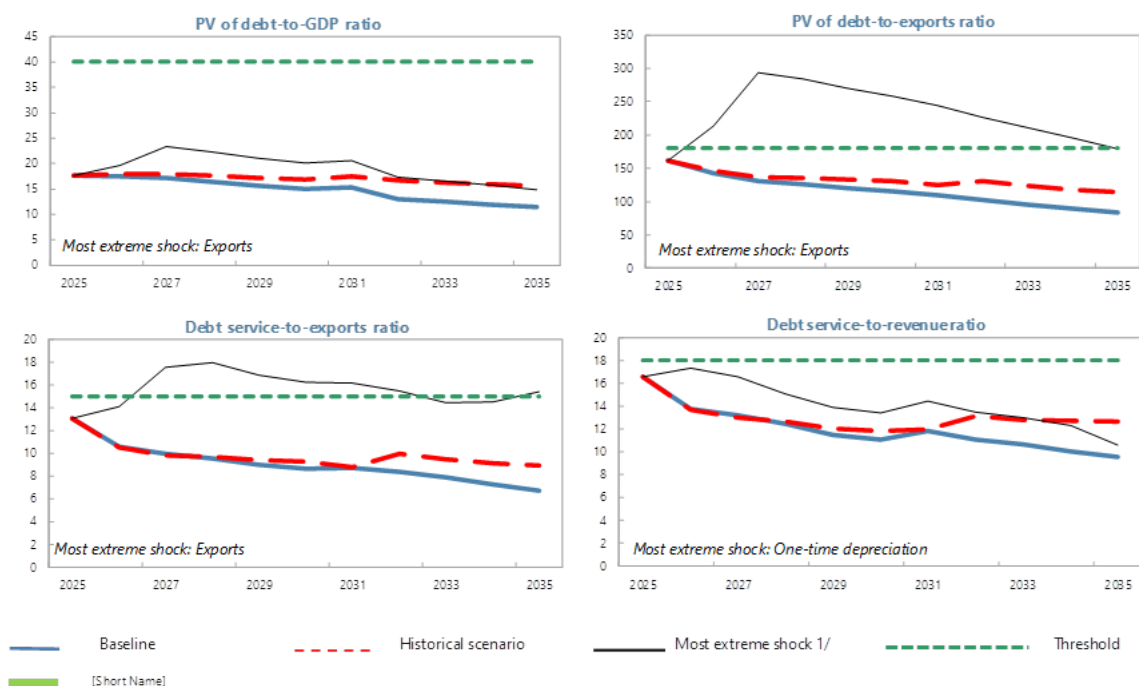 PV of debt-to-GDP ratio
45
40
35
30
25
20
15
10
5
0
Most extreme shock: Exports
2025 2027 2029 2031 2033 2035
PV of debt-to-exports ratio
350
300
250
200
150
100
50
0
Most extreme shock: Exports
2025 2027 2029 2031 2033 2035
Debt service-to-exports ratio
20
18
16
14
12
10
8
6
4
2
0
Most extreme shock: Exports
2025 2027 2029 2031 2033 2035
Debt service-to-revenueratio
20
18
16
14
12
10
8
6
4
2
0
Most extreme shock: One-time depreciation
2025 2027 2029 2031 2033 2035
Baseline Historical scenario Most extreme shock 1/ Threshold
[Short Name]